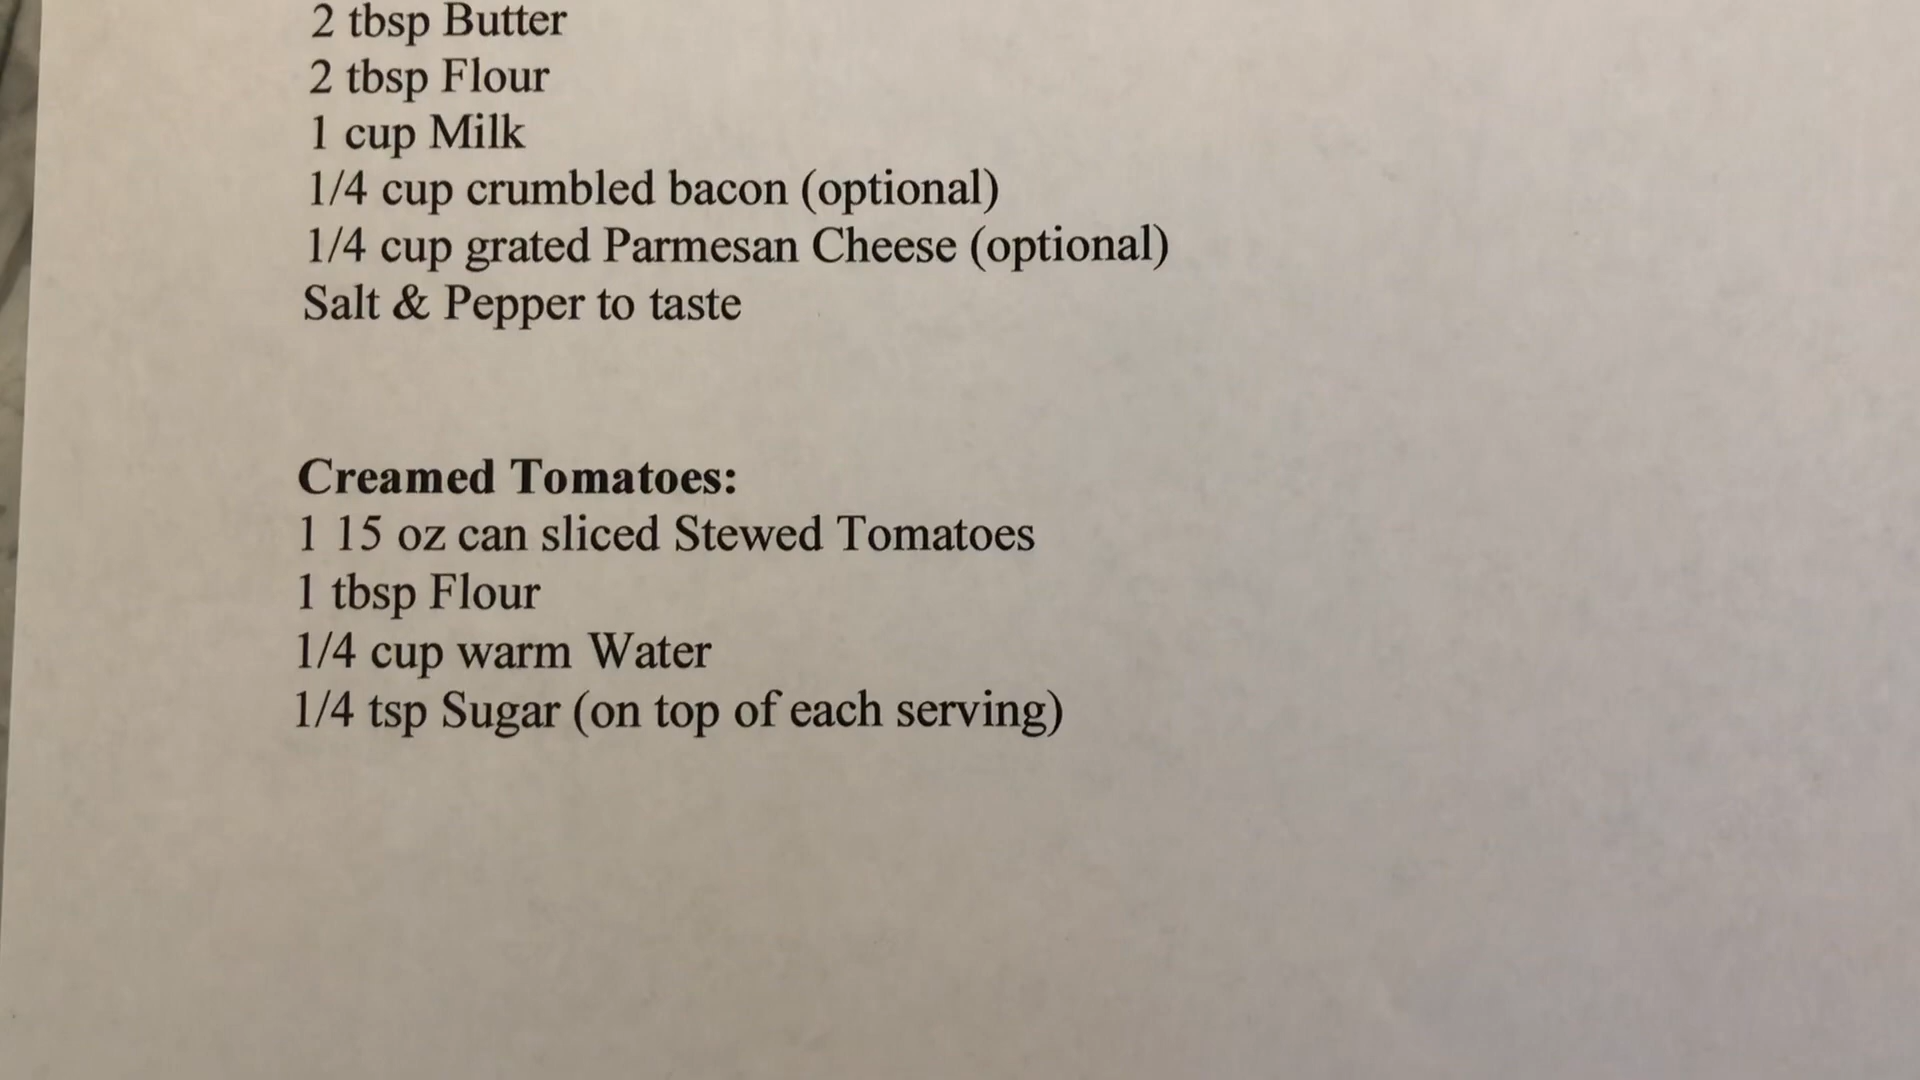 2 tbsp Butter
2 tbsp Flour
1 cup Milk
1/4 cup crumbled bacon (optional)
1/4 cup grated Parmesan Cheese (optional)
Salt & Pepper to taste
Creamed Tomatoes:
1 15 oz can sliced Stewed Tomatoes
1 tbsp Flour
1/4 cup warm Water
1/4 tsp Sugar (on top of each serving)